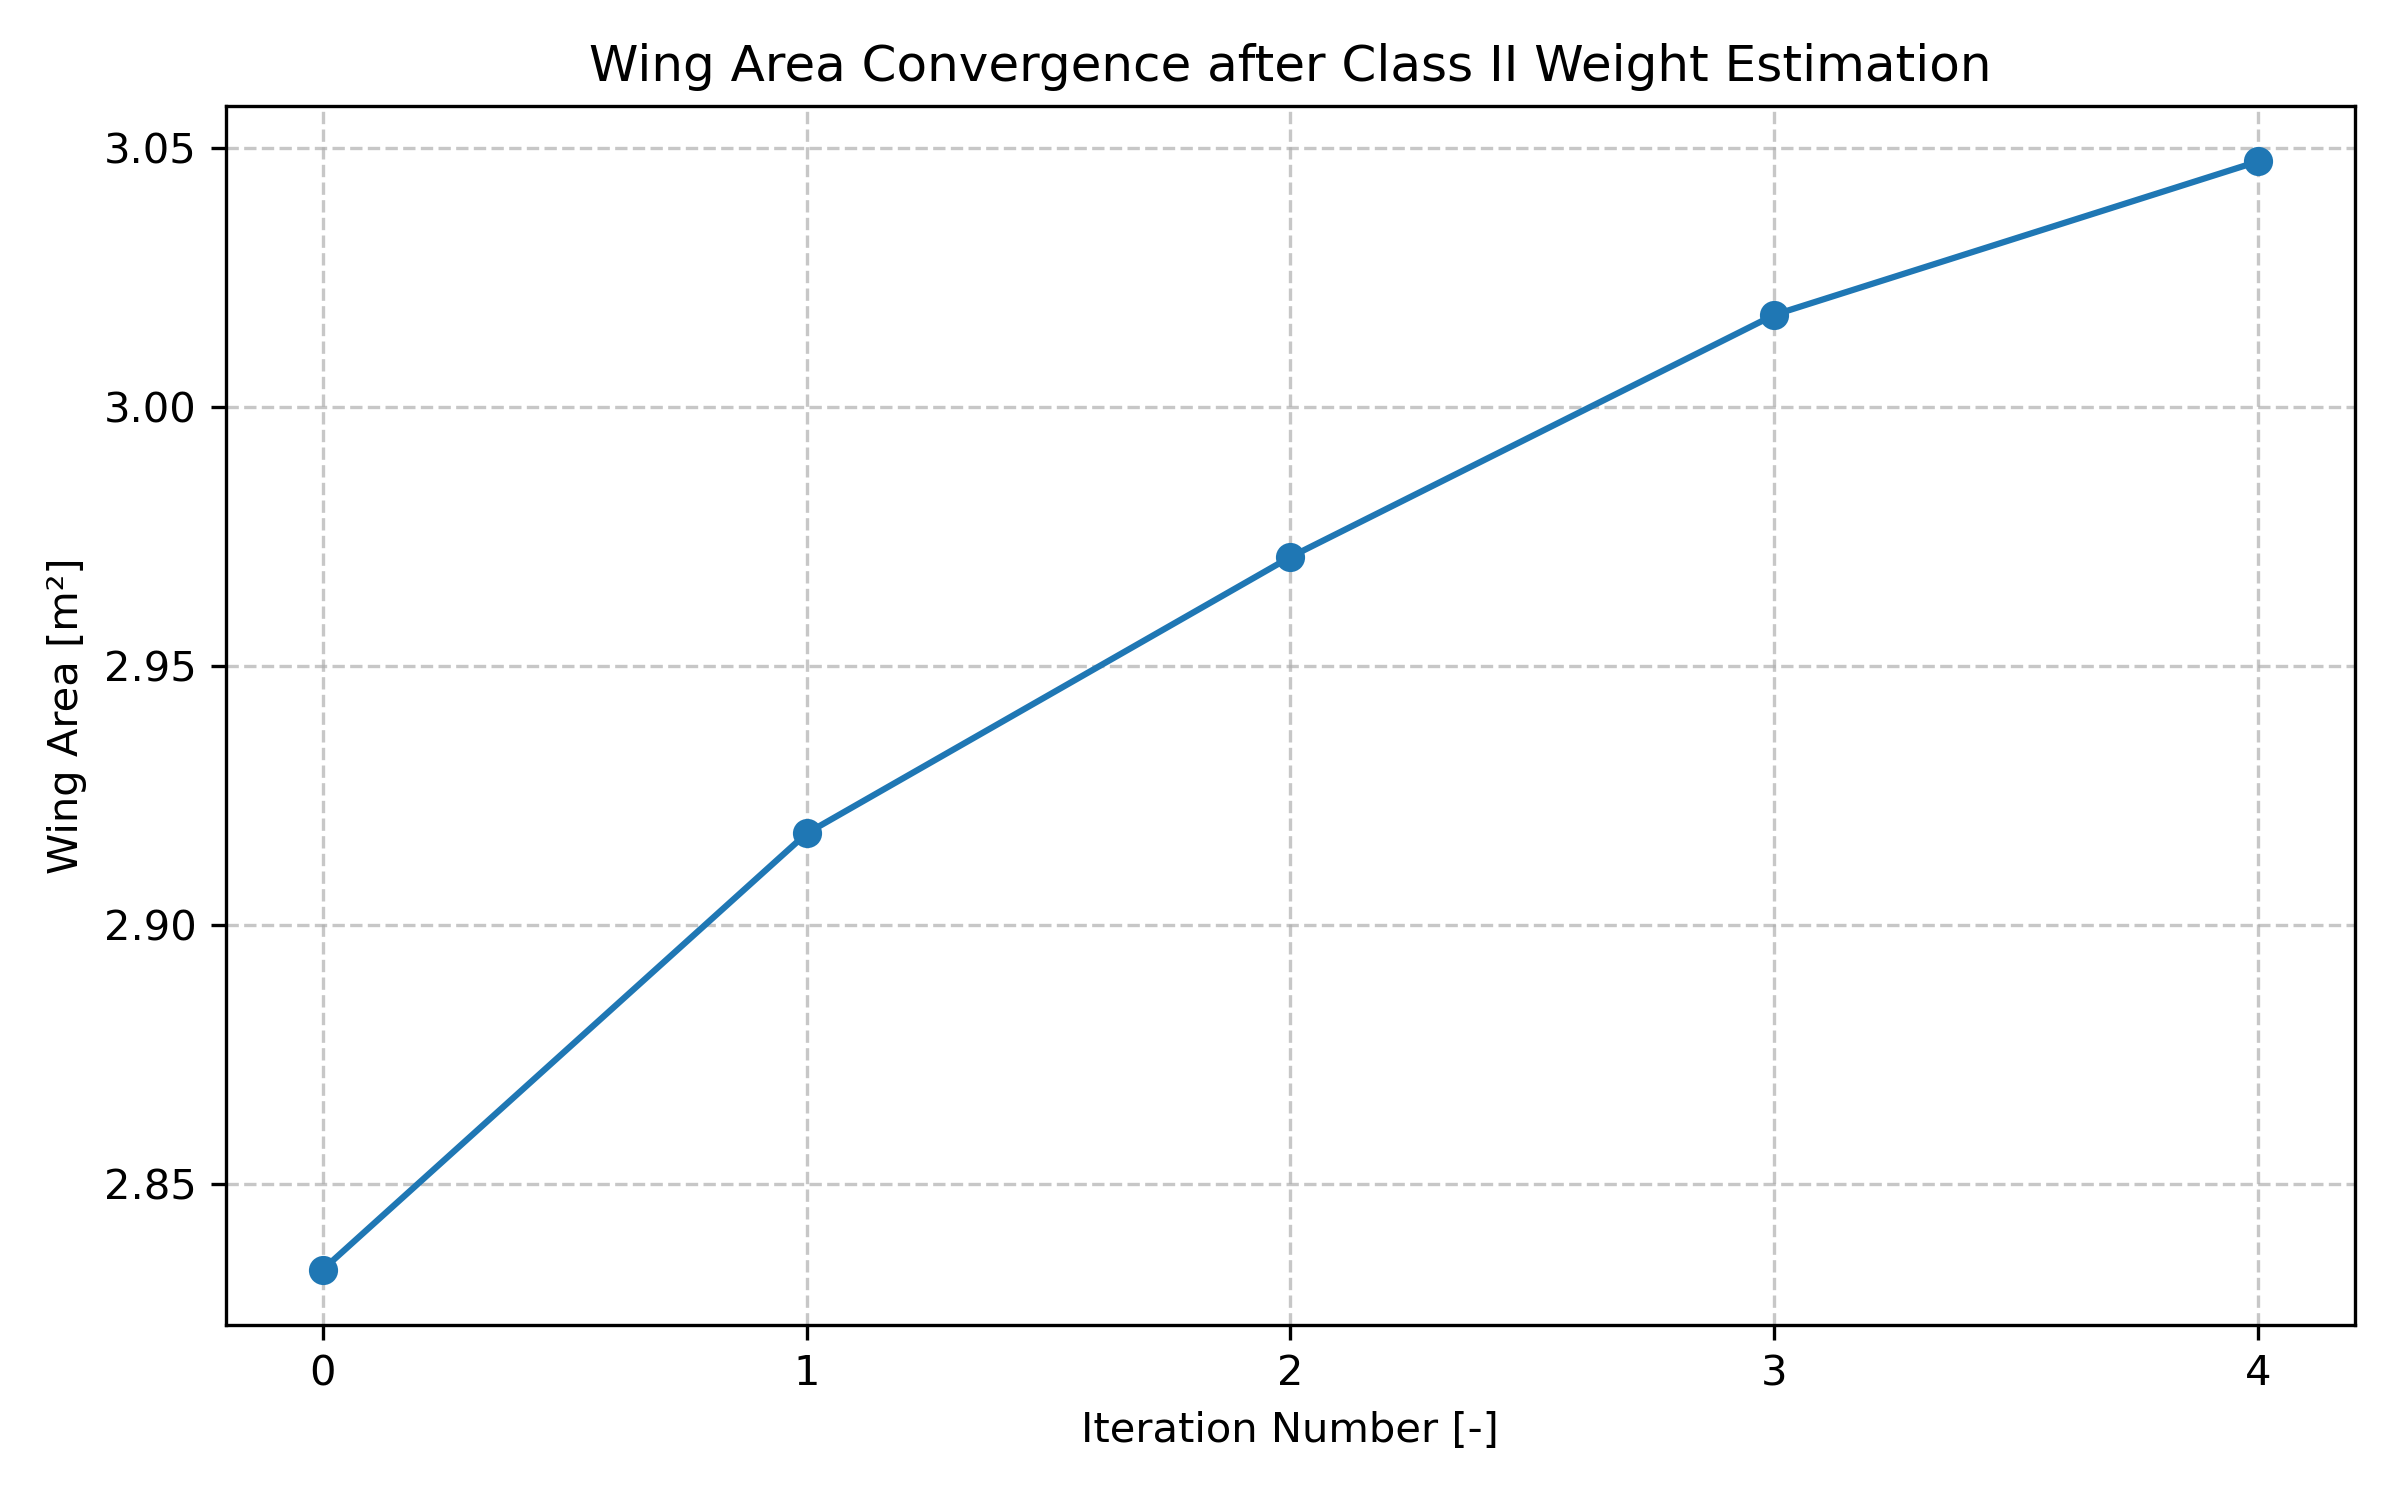 Wing Area Convergence after Class II Weight Estimation
Wing Area [m²]
3.05
3.00
2.95
2.90
2.85
0 1 2 3 4
Iteration Number [-]